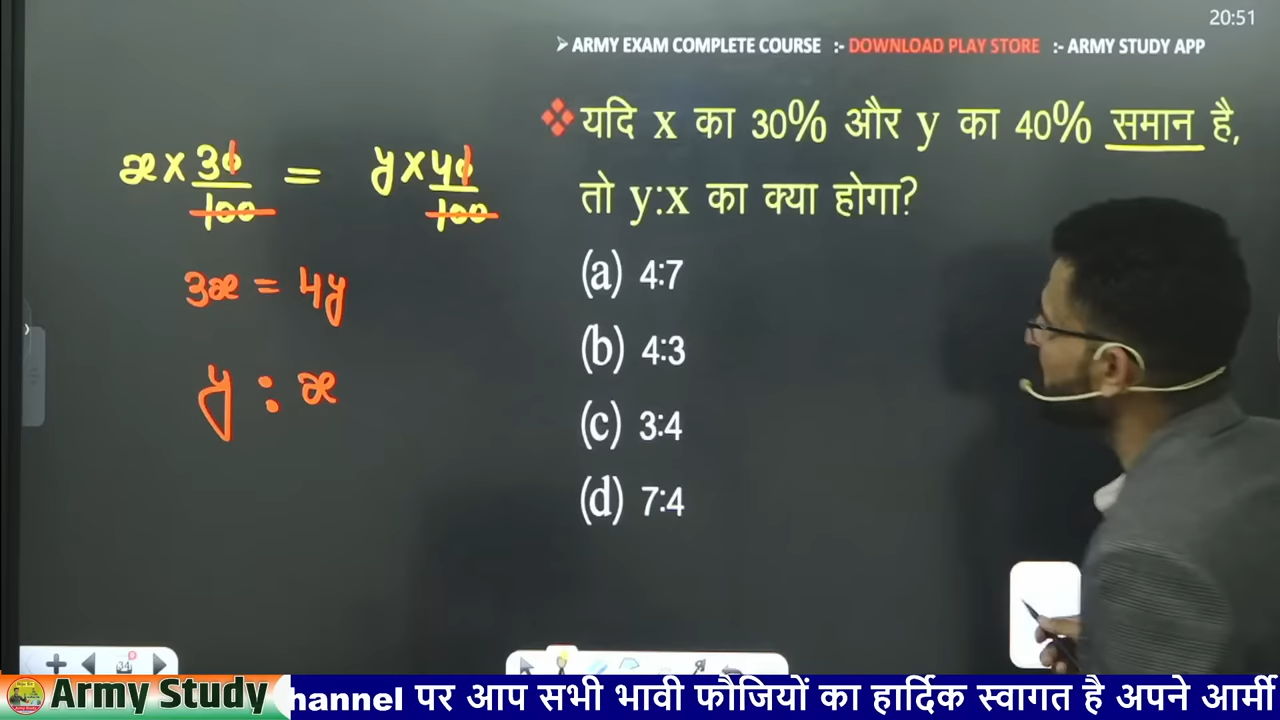 20:51
➢ ARMY EXAM COMPLETE COURSE :- DOWNLOAD PLAY STORE :- ARMY STUDY APP
❖ यदि x का 30% और y का 40% समान है,
तो y:x का क्या होगा?
(a) 4:7
(b) 4:3
(c) 3:4
(d) 7:4
x × 30/100 = y × 40/100
3x = 4y
y : x
34
Army Study
hannel पर आप सभी भावी फौजियों का हार्दिक स्वागत है अपने आर्मी